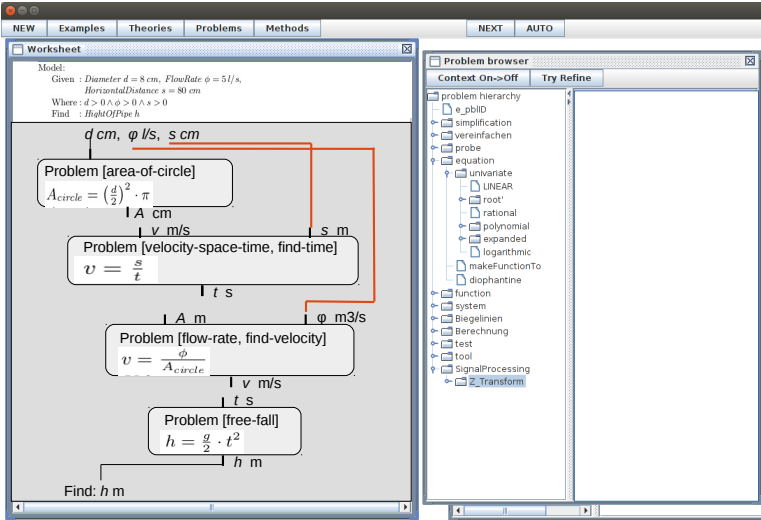 NEW Examples Theories Problems Methods NEXT AUTO
Worksheet
Model:
Given : Diameter d = 8 cm, FlowRate ϕ = 5 l/s,
HorizontalDistance s = 80 cm
Where : d > 0 ∧ ϕ > 0 ∧ s > 0
Find : HightOfPipe h
d cm, φ l/s, s cm
Problem [area-of-circle]
A_circle = (d/2)^2 · π
A cm
v m/s s m
Problem [velocity-space-time, find-time]
v = s/t
t s
A m φ m3/s
Problem [flow-rate, find-velocity]
v = ϕ/A_circle
v m/s
t s
Problem [free-fall]
h = g/2 · t^2
h m
Find: h m
Problem browser
Context On->Off Try Refine
problem hierarchy
e_pblID
simplification
vereinfachen
probe
equation
univariate
LINEAR
root'
rational
polynomial
expanded
logarithmic
makeFunctionTo
diophantine
function
system
Biegelinien
Berechnung
test
tool
SignalProcessing
Z_Transform